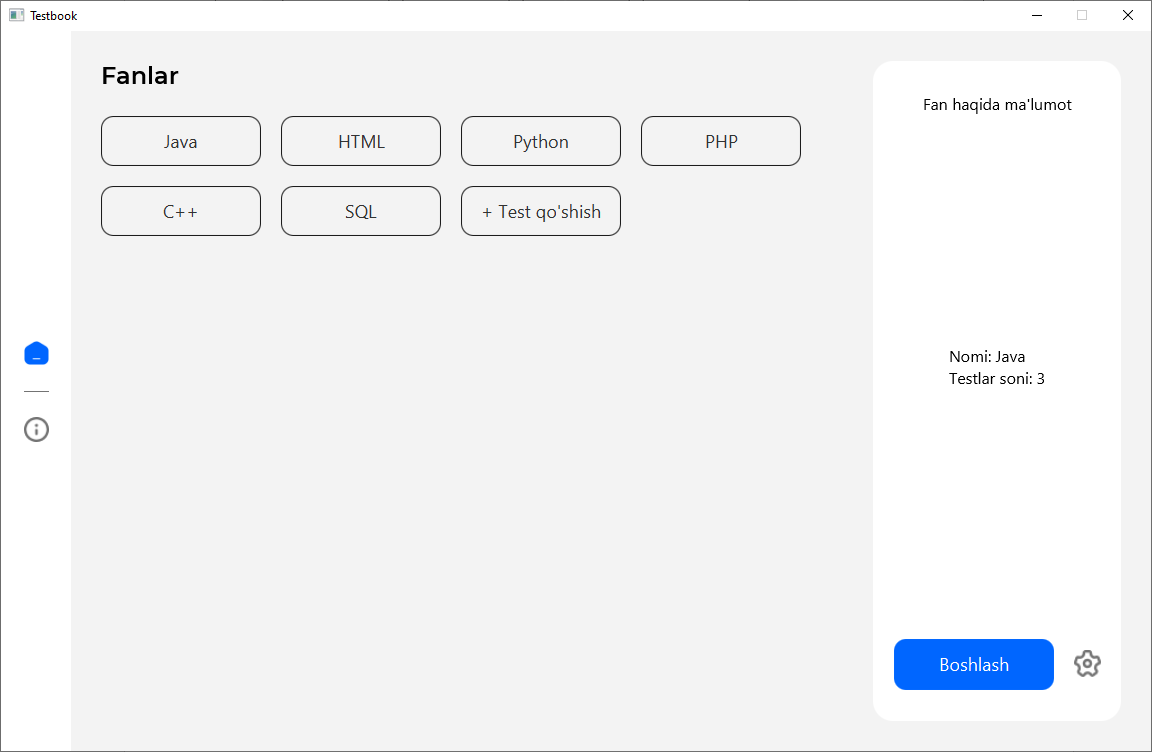 Testbook
Fanlar
Java
HTML
Python
PHP
C++
SQL
+ Test qo'shish
Fan haqida ma'lumot
Nomi: Java
Testlar soni: 3
Boshlash